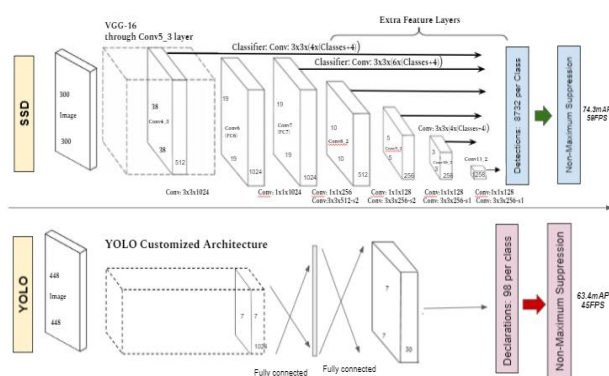 Extra Feature Layers
VGG-16
through Conv5_3 layer
Classifier: Conv: 3x3x(4x(Classes+4))
Classifier: Conv: 3x3x(6x(Classes+4))
SSD
300
Image
300
38
Conv4_3
38
512
19
Conv6
(FC6)
19
1024
19
Conv7
(FC7)
19
1024
10
Conv8_2
10
512
5
5
256
Conv: 3x3x(4x(Classes+4))
3
3
256
Conv11_2
Detections: 8732 per Class
Non-Maximum Suppression
74.3mAP
59FPS
Conv: 3x3x1024
Conv: 1x1x1024
Conv: 1x1x256
Conv:3x3x512-s2
Conv: 1x1x128
Conv: 3x3x256-s2
Conv: 1x1x128
Conv: 3x3x256-s1
Conv: 1x1x128
Conv: 3x3x256-s1
YOLO Customized Architecture
YOLO
448
Image
448
7
7
1024
Fully connected
Fully connected
7
7
30
Declarations: 98 per class
Non-Maximum Suppression
63.4mAP
45FPS